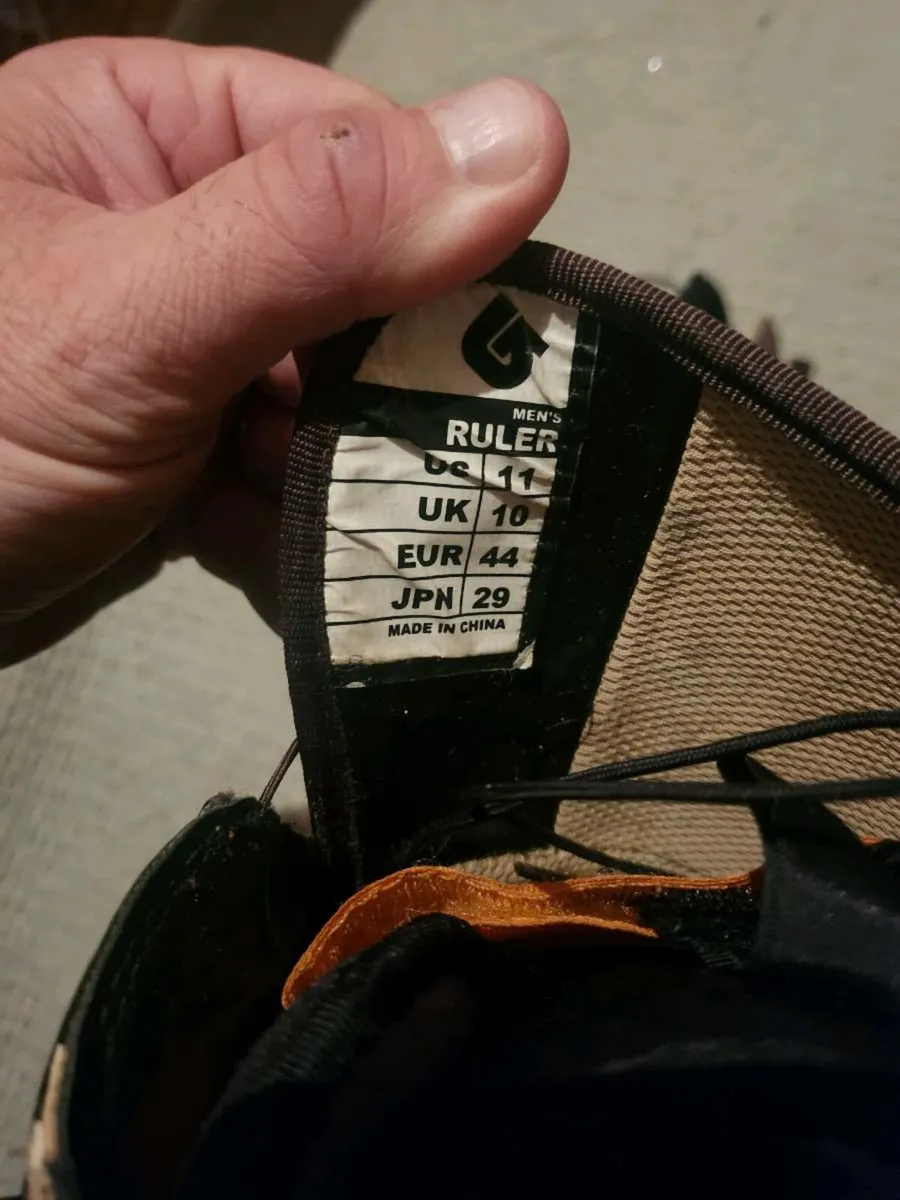 MEN'S
RULER
US 11
UK 10
EUR 44
JPN 29
MADE IN CHINA